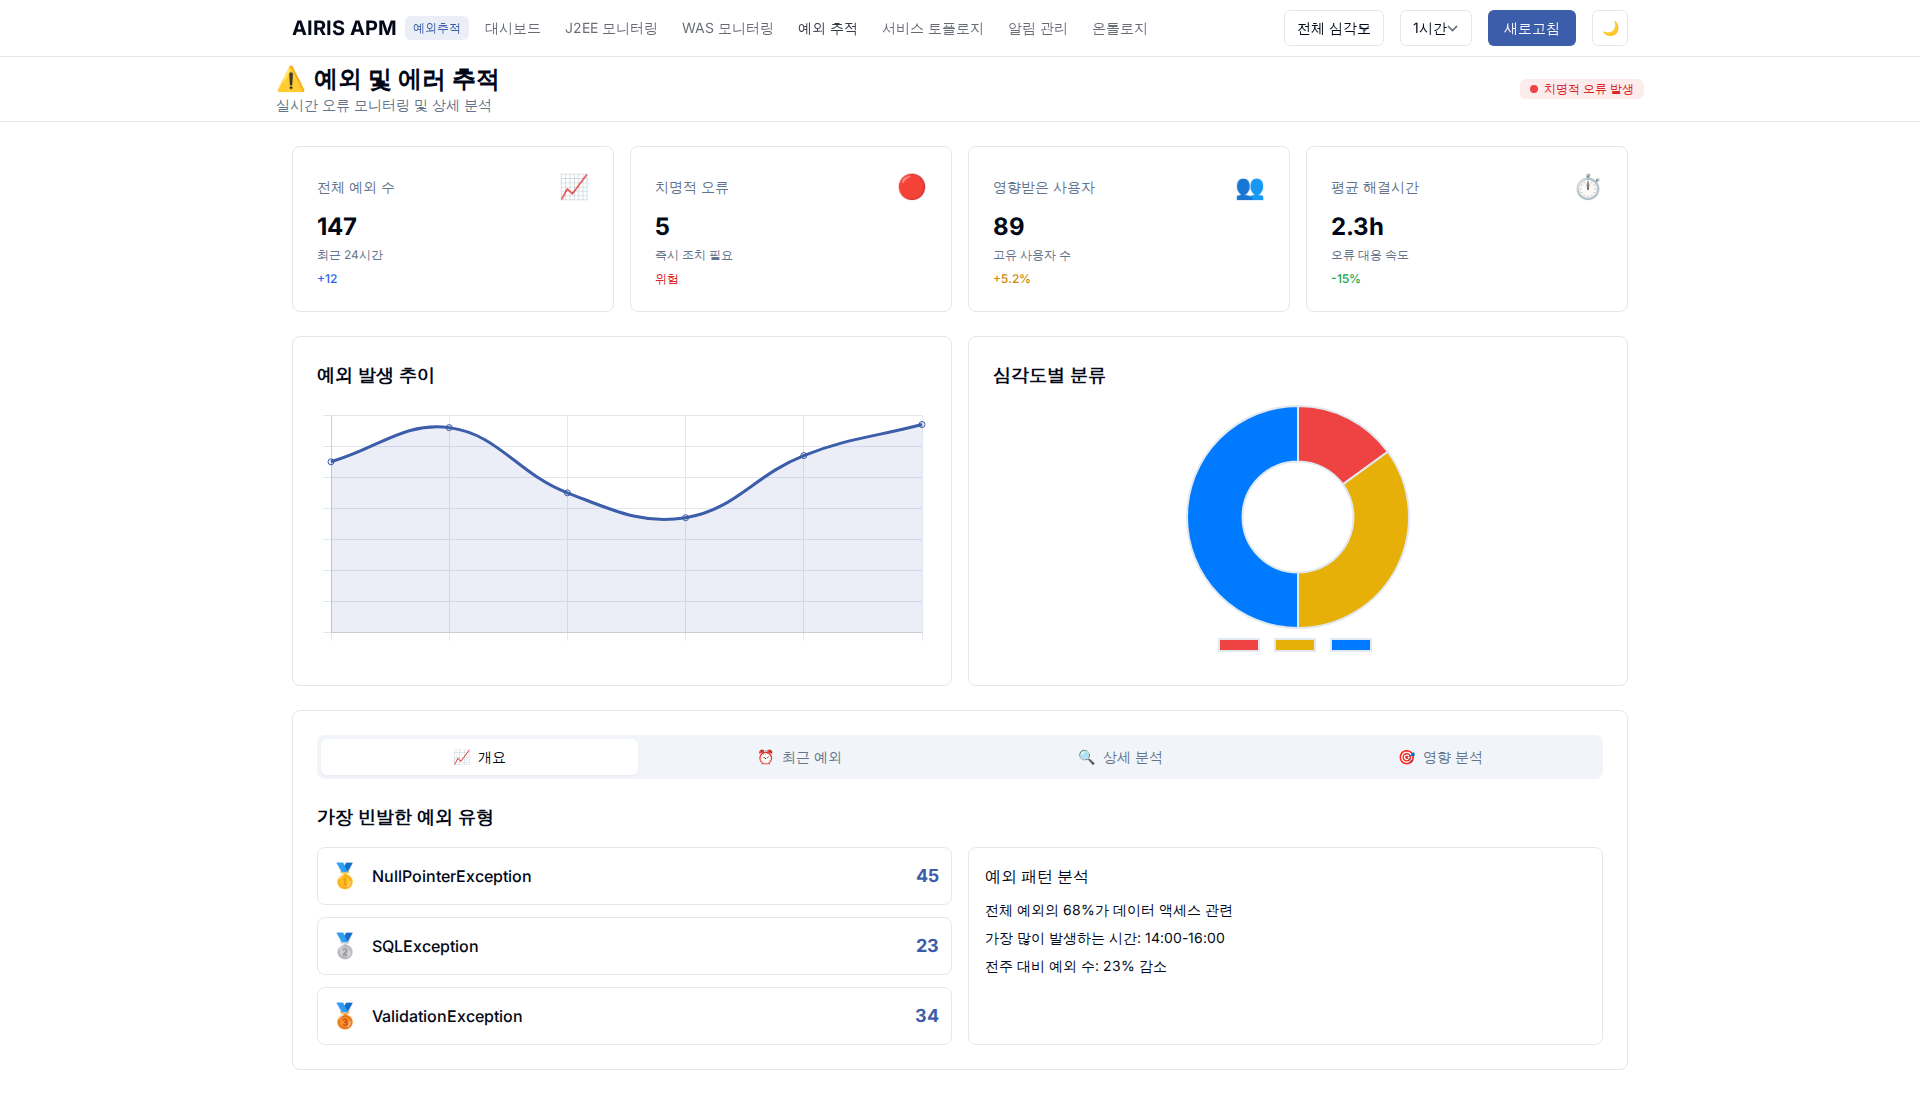 AIRIS APM 예외추적 대시보드 J2EE 모니터링 WAS 모니터링 예외 추적 서비스 토폴로지 알림 관리 온톨로지 전체 심각도 1시간 새로고침
예외 및 에러 추적
실시간 오류 모니터링 및 상세 분석
치명적 오류 발생
전체 예외 수
147
최근 24시간
+12
치명적 오류
5
즉시 조치 필요
위험
영향받은 사용자
89
고유 사용자 수
+5.2%
평균 해결시간
2.3h
오류 대응 속도
-15%
예외 발생 추이
심각도별 분류
개요 최근 예외 상세 분석 영향 분석
가장 빈발한 예외 유형
NullPointerException 45
SQLException 23
ValidationException 34
예외 패턴 분석
전체 예외의 68%가 데이터 액세스 관련
가장 많이 발생하는 시간: 14:00-16:00
전주 대비 예외 수: 23% 감소